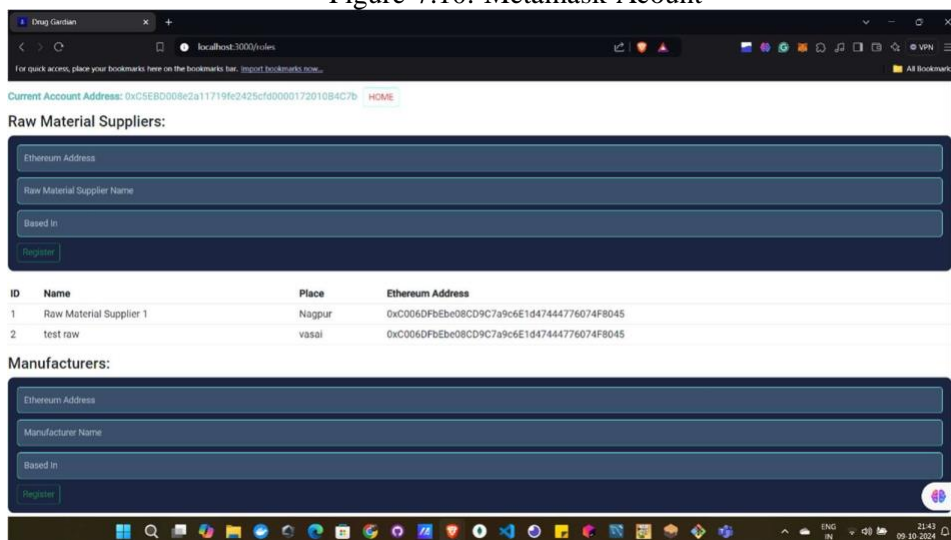 Figure 7.10: Metamask Acount
Drug Gardian
localhost:3000/roles
VPN
For quick access, place your bookmarks here on the bookmarks bar. Import bookmarks now...
All Bookmark
Current Account Address: 0xC5EBD008e2a11719fe2425cfd0000172010B4C7b HOME
Raw Material Suppliers:
Ethereum Address
Raw Material Supplier Name
Based In
Register
ID Name Place Ethereum Address
1 Raw Material Supplier 1 Nagpur 0xC006DFbEbe08CD9C7a9c6E1d47444776074F8045
2 test raw vasai 0xC006DFbEbe08CD9C7a9c6E1d47444776074F8045
Manufacturers:
Ethereum Address
Manufacturer Name
Based In
Register
ENG 21:43
IN 09-10-2024